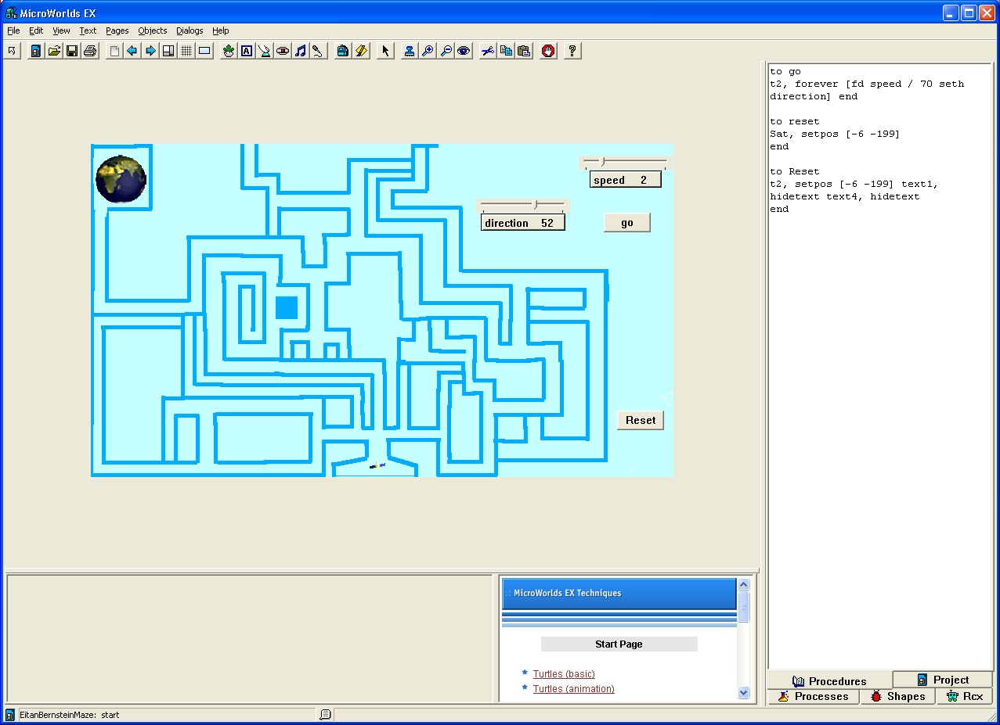 MicroWorlds EX
File Edit View Text Pages Objects Dialogs Help
to go
t2, forever [fd speed / 70 seth
direction] end
to reset
Sat, setpos [-6 -199]
end
to Reset
t2, setpos [-6 -199] text1,
hidetext text4, hidetext
end
speed 2
direction 52
go
Reset
:: MicroWorlds EX Techniques
Start Page
Turtles (basic)
Turtles (animation)
Procedures
Project
Processes
Shapes
Rcx
EitanBernsteinMaze: start